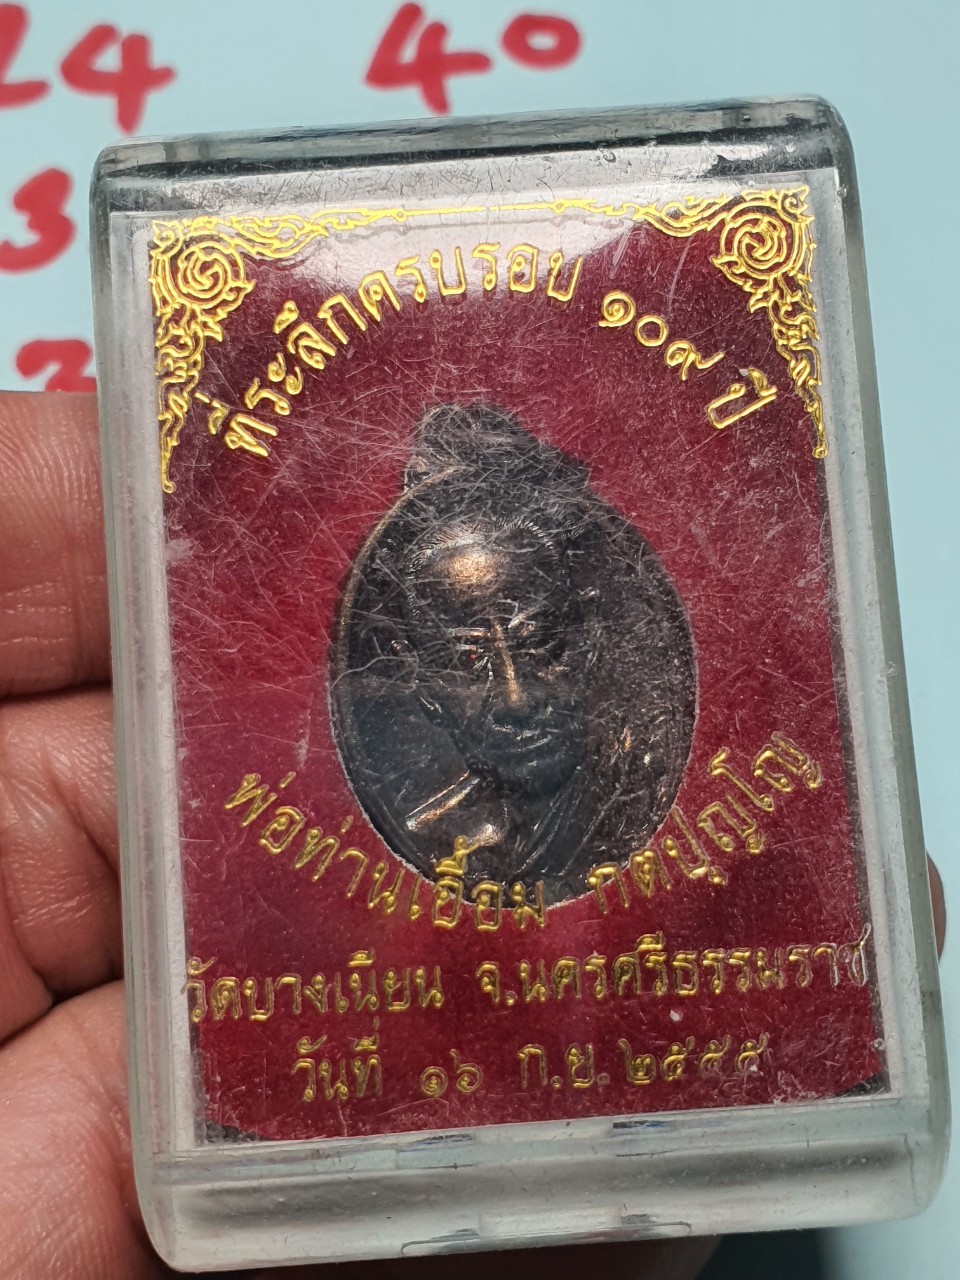 24 40
3
ที่ระลึกครบรอบ ๑๐๙ ปี
พ่อท่านเอื้อม กตปุญฺโญ
วัดบางเนียน จ.นครศรีธรรมราช
วันที่ ๑๖ ก.ย. ๒๕๕๕